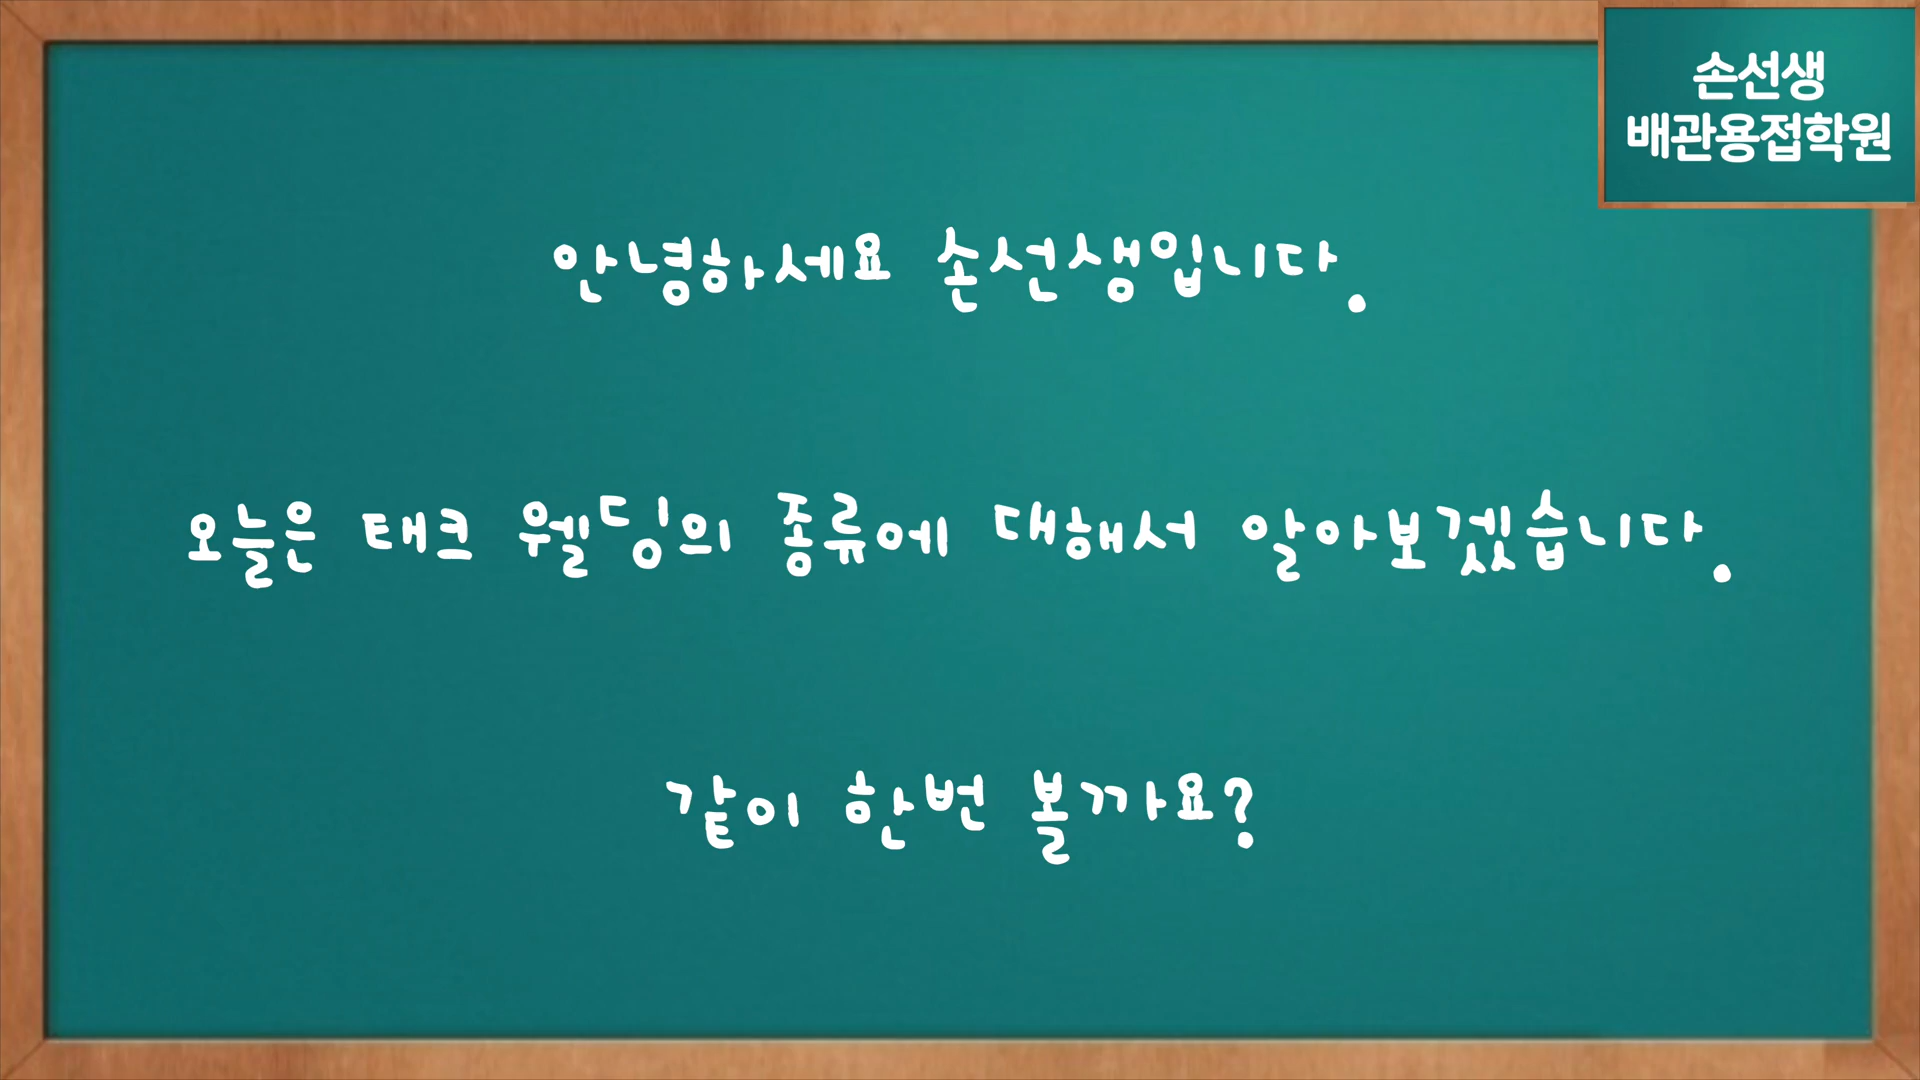 손선생
배관용접학원
안녕하세요 손선생입니다.
오늘은 태크 웰딩의 종류에 대해서 알아보겠습니다.
같이 한번 볼까요?